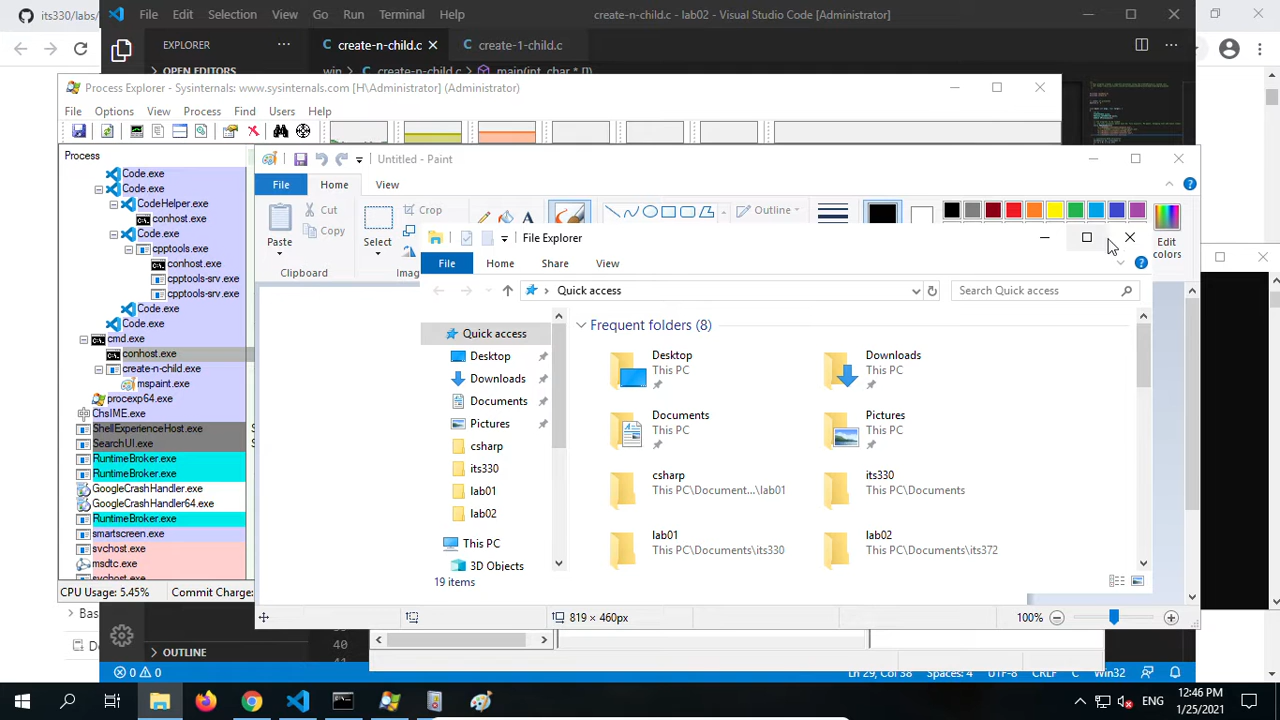 its330/labs/
File Edit Selection View Go Run Terminal Help
create-n-child.c - lab02 - Visual Studio Code [Administrator]
EXPLORER
create-n-child.c
create-1-child.c
OPEN EDITORS
win > create-n-child.c > main(int, char * [])
Process Explorer - Sysinternals: www.sysinternals.com [H\Administrator] (Administrator)
File Options View Process Find Users Help
Process
Code.exe
Code.exe
CodeHelper.exe
conhost.exe
Code.exe
cpptools.exe
conhost.exe
cpptools-srv.exe
cpptools-srv.exe
Code.exe
Code.exe
cmd.exe
conhost.exe
create-n-child.exe
mspaint.exe
procexp64.exe
ChsIME.exe
ShellExperienceHost.exe
SearchUI.exe
RuntimeBroker.exe
RuntimeBroker.exe
GoogleCrashHandler.exe
GoogleCrashHandler64.exe
RuntimeBroker.exe
smartscreen.exe
svchost.exe
msdtc.exe
svchost.exe
CPU Usage: 5.45%
Commit Charge:
Untitled - Paint
File Home View
Paste
Cut
Copy
Clipboard
Select
Crop
Outline
Edit
colors
File Explorer
File Home Share View
Quick access
Search Quick access
Quick access
Desktop
Downloads
Documents
Pictures
csharp
its330
lab01
lab02
This PC
3D Objects
Frequent folders (8)
Desktop
This PC
Downloads
This PC
Documents
This PC
Pictures
This PC
csharp
This PC\Document...\lab01
its330
This PC\Documents
lab01
This PC\Documents\its330
lab02
This PC\Documents\its372
19 items
819 × 460px
100%
OUTLINE
40
0 0
Ln 29, Col 38 Spaces: 4 UTF-8 CRLF C Win32
ENG
12:46 PM
1/25/2021